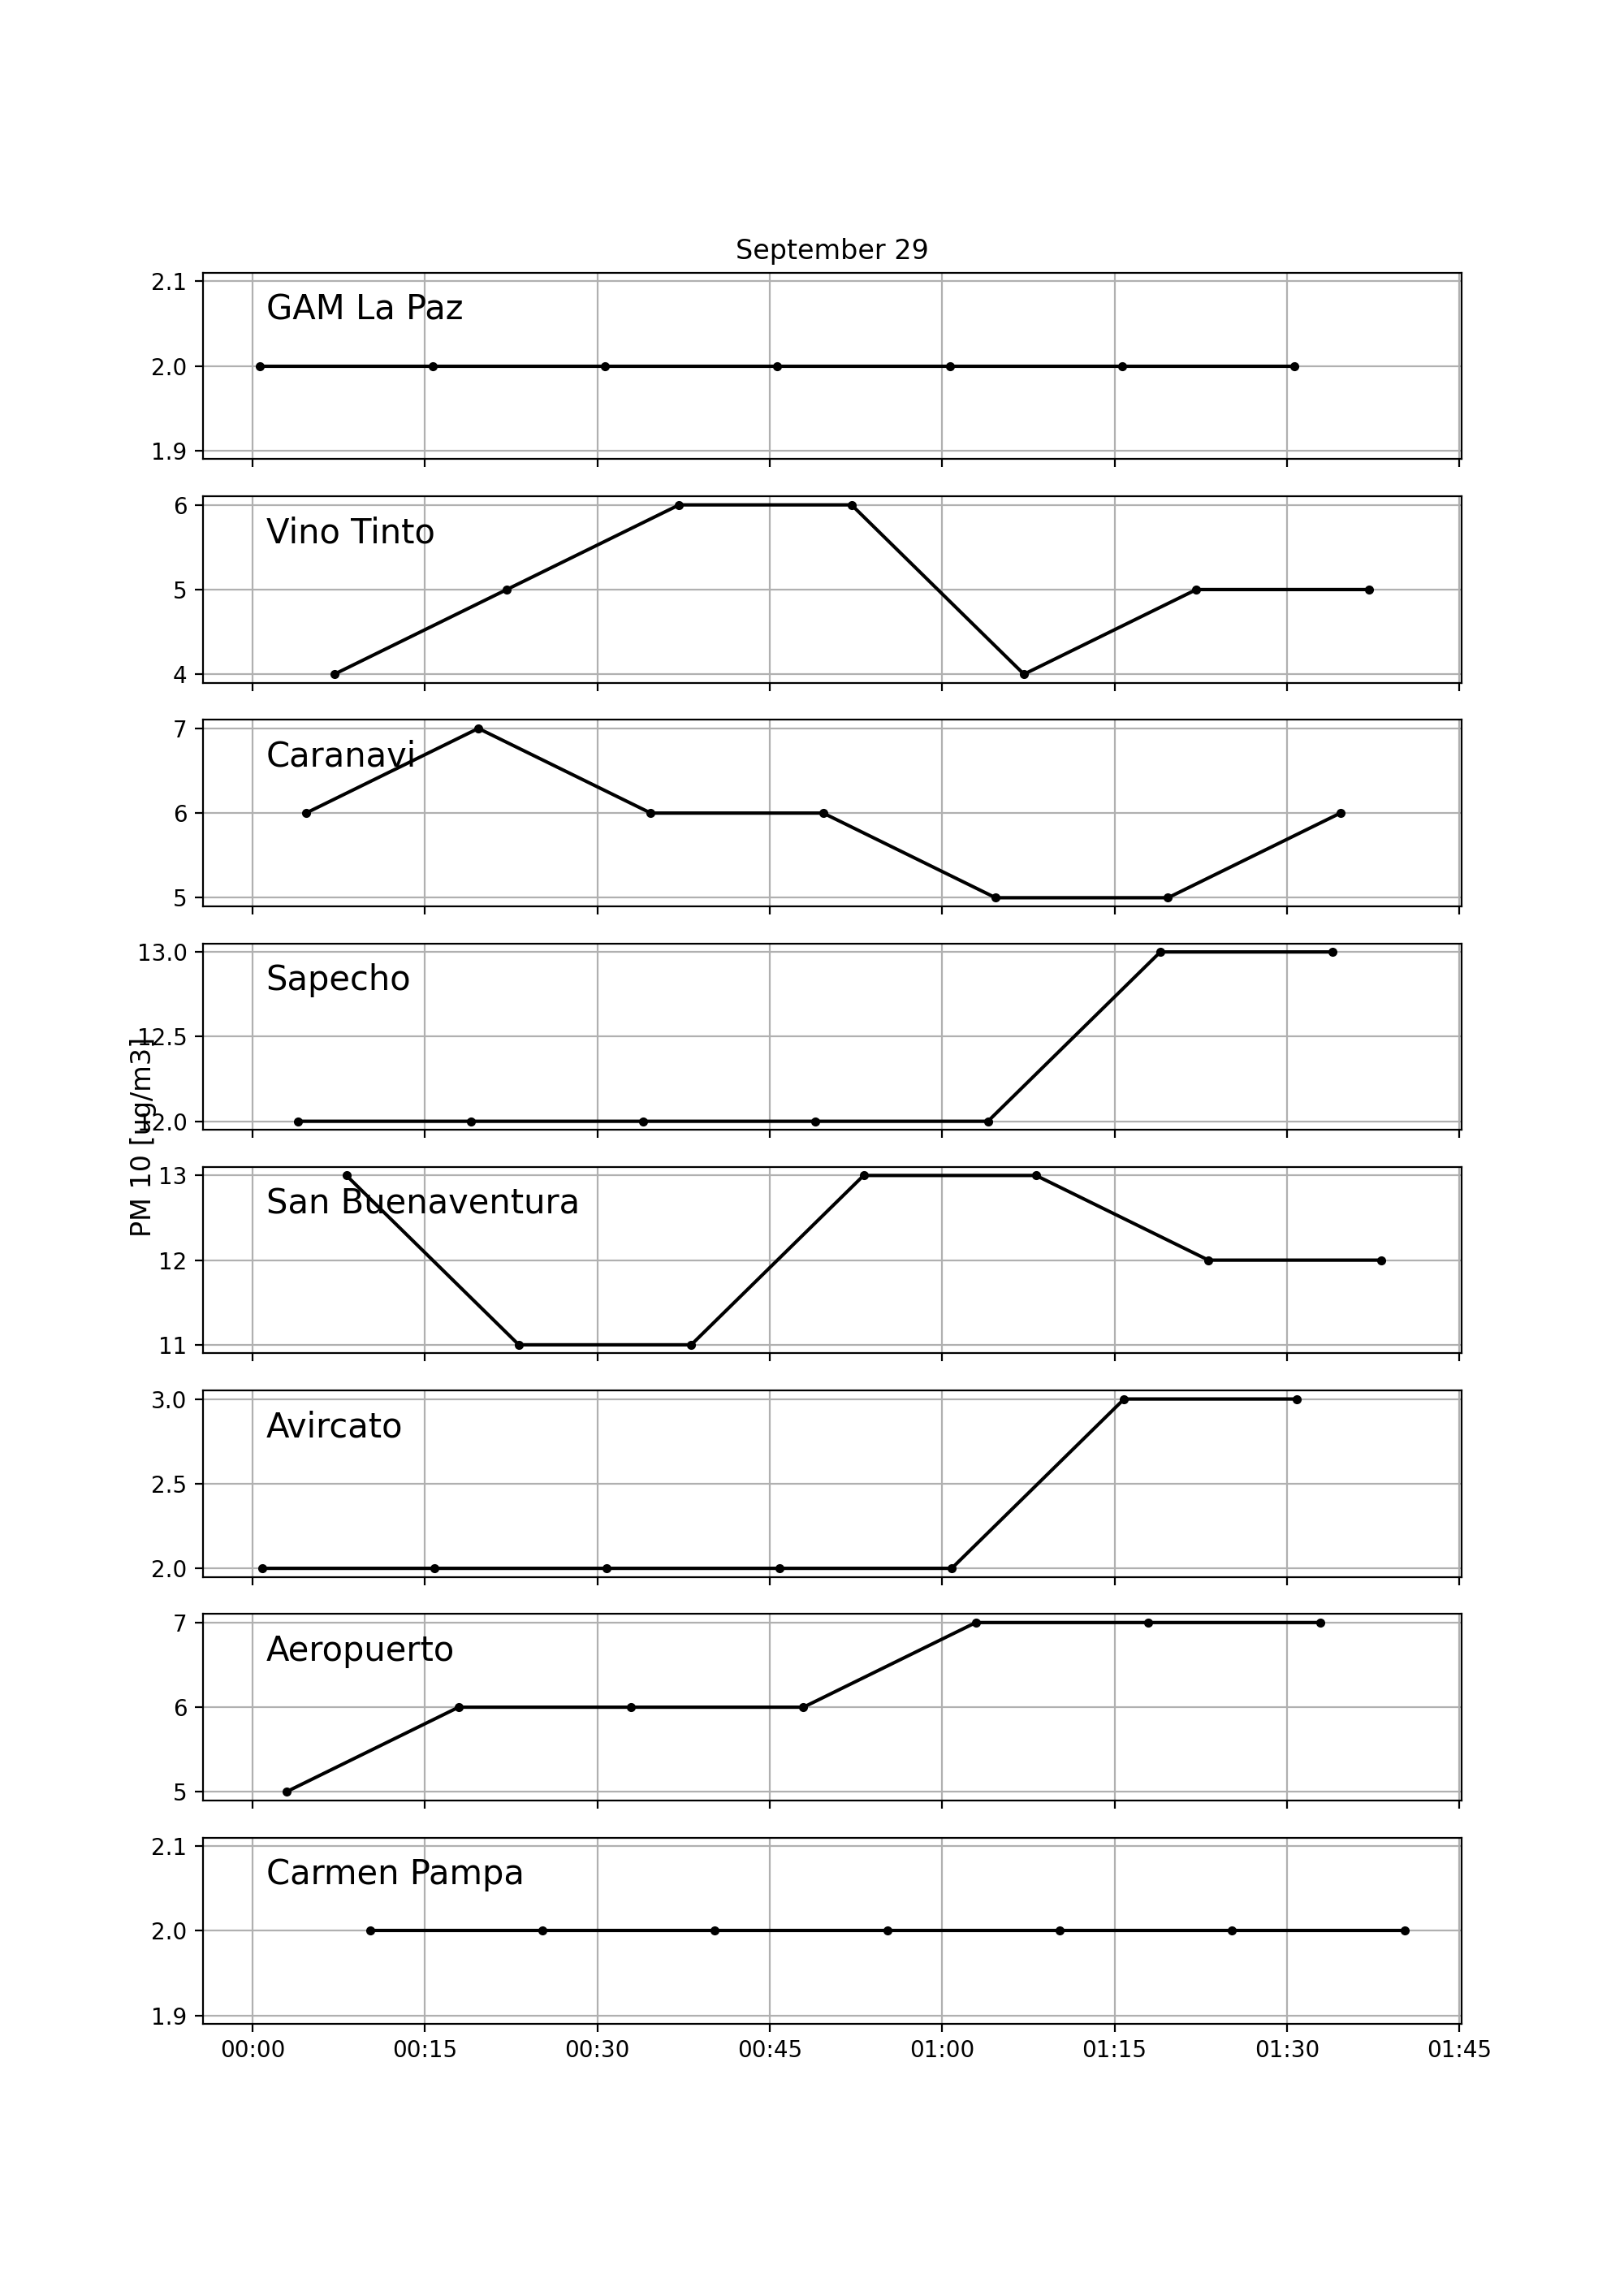 September 29
2.1
GAM La Paz
2.0
1.9
6
Vino Tinto
5
4
7
Caranavi
6
5
13.0
Sapecho
12.5
12.0
PM 10 [ug/m3]
13
San Buenaventura
12
11
3.0
Avircato
2.5
2.0
7
Aeropuerto
6
5
2.1
Carmen Pampa
2.0
1.9
00:00 00:15 00:30 00:45 01:00 01:15 01:30 01:45